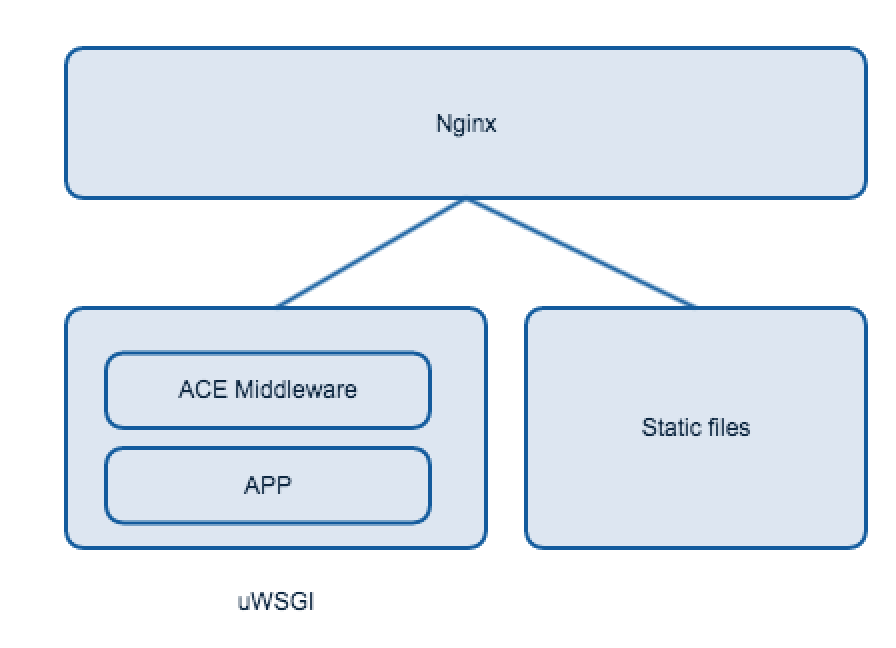 Nginx
ACE Middleware
APP
Static files
uWSGI